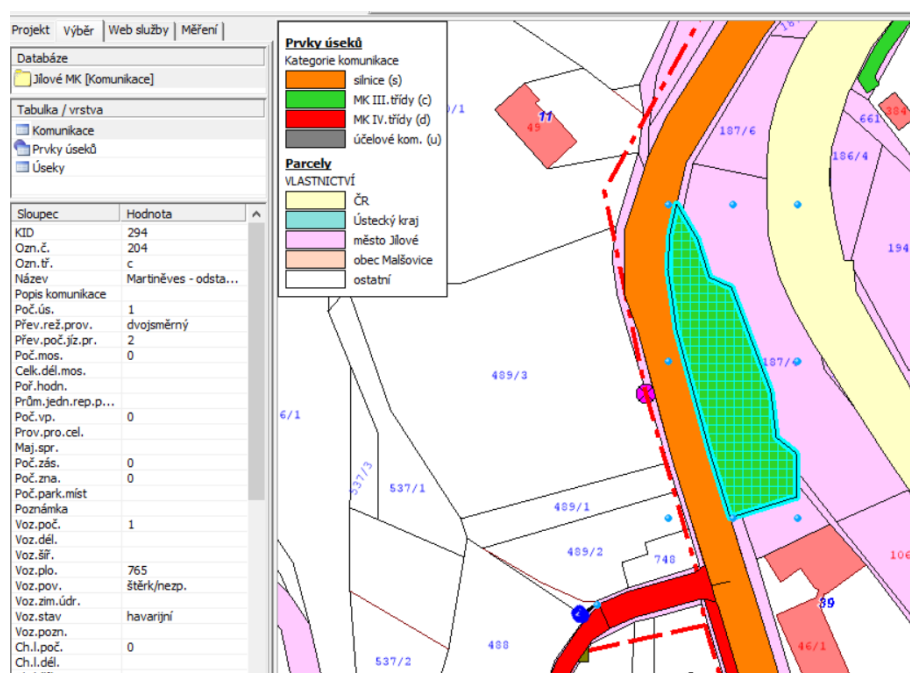 Projekt Výběr Web služby Měření
Databáze
Jílové MK [Komunikace]
Tabulka / vrstva
Komunikace
Prvky úseků
Úseky
Sloupec Hodnota
KID 294
Ozn.č. 204
Ozn.tř. c
Název Martiněves - odsta...
Popis komunikace
Poč.ús. 1
Přev.rež.prov. dvojsměrný
Přev.poč.jíz.pr. 2
Poč.mos. 0
Celk.dél.mos.
Poř.hodn.
Prům.jedn.rep.p...
Poč.vp. 0
Prov.pro.cel.
Maj.spr.
Poč.zás. 0
Poč.zna. 0
Poč.park.míst
Poznámka
Voz.poč. 1
Voz.dél.
Voz.šíř.
Voz.plo. 765
Voz.pov. štěrk/nezp.
Voz.zim.údr.
Voz.stav havarijní
Voz.pozn.
Ch.l.poč. 0
Ch.l.dél.
Prvky úseků
Kategorie komunikace
silnice (s)
MK III.třídy (c)
MK IV.třídy (d)
účelové kom. (u)
Parcely
VLASTNICTVÍ
ČR
Ústecký kraj
město Jílové
obec Malšovice
ostatní
11
49
384
661
187/6
186/4
194
187/
489/3
6/1
537/3
537/1
489/1
489/2
748
106
39
46/1
488
537/2